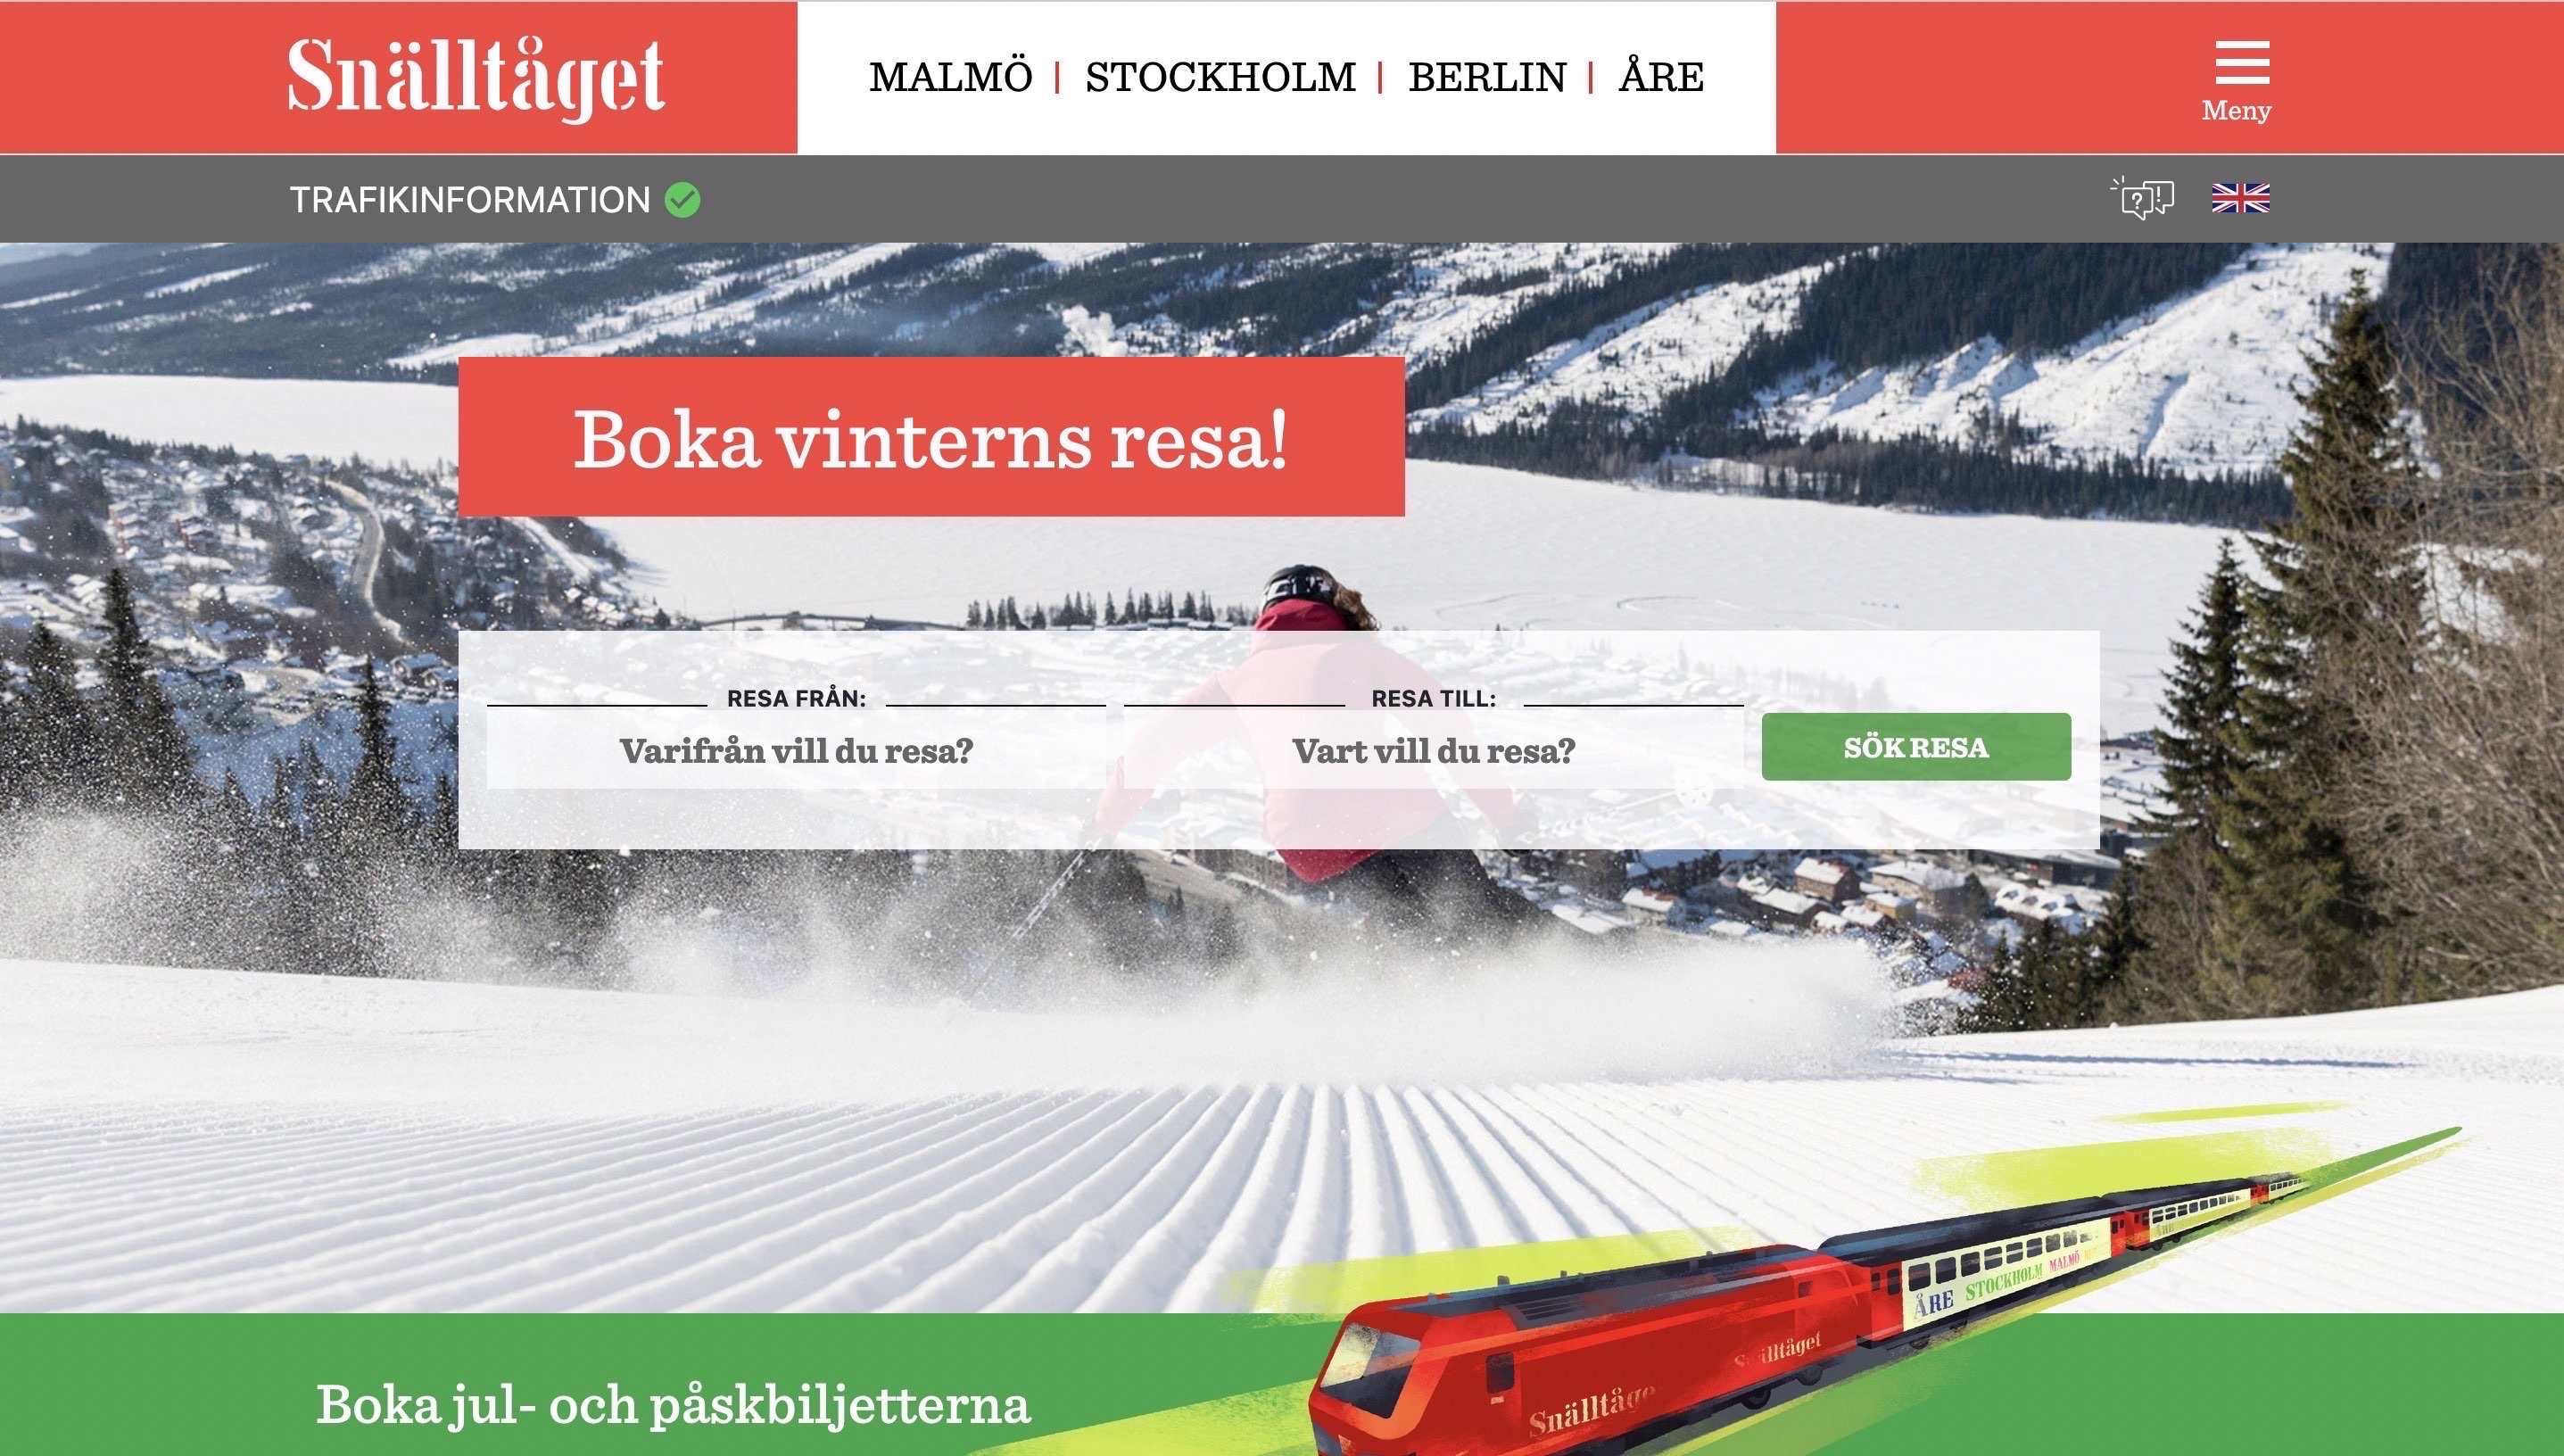 Snälltåget
MALMÖ | STOCKHOLM | BERLIN | ÅRE
Meny
TRAFIKINFORMATION
Boka vinterns resa!
RESA FRÅN:
Varifrån vill du resa?
RESA TILL:
Vart vill du resa?
SÖK RESA
ÅRE STOCKHOLM MALMÖ
Snälltåget
Boka jul- och påskbiljetterna